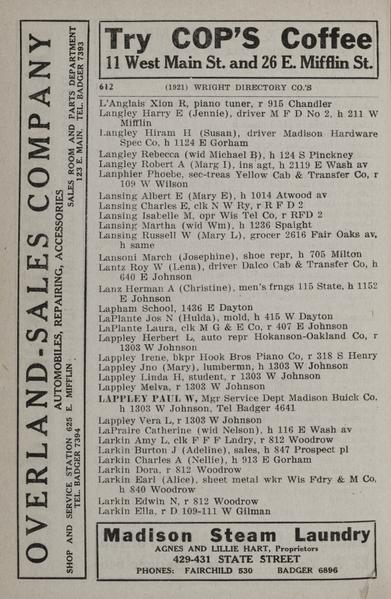 OVERLAND-SALES COMPANY
AUTOMOBILES, REPAIRING, ACCESSORIES
SHOP AND SERVICE STATION 625 E. MIFFLIN
TEL. BADGER 7394
SALES ROOM AND PARTS DEPARTMENT
123 E. MAIN. TEL. BADGER 7393
Try COP'S Coffee
11 West Main St. and 26 E. Mifflin St.
612 (1921) WRIGHT DIRECTORY CO.'S
L'Anglais Xion R, piano tuner, r 915 Chandler
Langley Harry E (Jennie), driver M F D No 2, h 211 W
Mifflin
Langley Hiram H (Susan), driver Madison Hardware
Spec Co, h 1124 E Gorham
Langley Rebecca (wid Michael B), h 124 S Pinckney
Langley Robert A (Marg I), ins agt, h 2119 E Wash av
Lanphier Phoebe, sec-treas Yellow Cab & Transfer Co, r
109 W Wilson
Lansing Albert E (Mary E), h 1014 Atwood av
Lansing Charles E, clk N W Ry, r R F D 2
Lansing Isabelle M, opr Wis Tel Co, r RFD 2
Lansing Martha (wid Wm), h 1236 Spaight
Lansing Russell W (Mary L), grocer 2616 Fair Oaks av,
h same
Lansoni March (Josephine), shoe repr, h 705 Milton
Lantz Roy W (Lena), driver Dalco Cab & Transfer Co, h
640 E Johnson
Lanz Herman A (Christine), men's frngs 115 State, h 1152
E Johnson
Lapham School, 1436 E Dayton
LaPlante Jos N (Hulda), mold, h 415 W Dayton
LaPlante Laura, clk M G & E Co, r 407 E Johnson
Lappley Herbert L, auto repr Hokanson-Oakland Co, r
1303 W Johnson
Lappley Irene, bkpr Hook Bros Piano Co, r 318 S Henry
Lappley Jno (Mary), lumbermn, h 1303 W Johnson
Lappley Linda H, student, r 1303 W Johnson
Lappley Melva, r 1303 W Johnson
LAPPLEY PAUL W, Mgr Service Dept Madison Buick Co,
h 1303 W Johnson, Tel Badger 4641
Lappley Vera L, r 1303 W Johnson
LaPraire Catherine (wid Nelson), h 116 E Wash av
Larkin Amy L, clk F F F Lndry, r 812 Woodrow
Larkin Burton J (Adeline), sales, h 847 Prospect pl
Larkin Charles A (Nellie), h 913 E Gorham
Larkin Dora, r 812 Woodrow
Larkin Earl (Alice), sheet metal wkr Wis Fdry & M Co,
h 840 Woodrow
Larkin Edwin N, r 812 Woodrow
Larkin Ella, r D 109-111 W Gilman
Madison Steam Laundry
AGNES AND LILLIE HART, Proprietors
429-431 STATE STREET
PHONES: FAIRCHILD 530 BADGER 6896